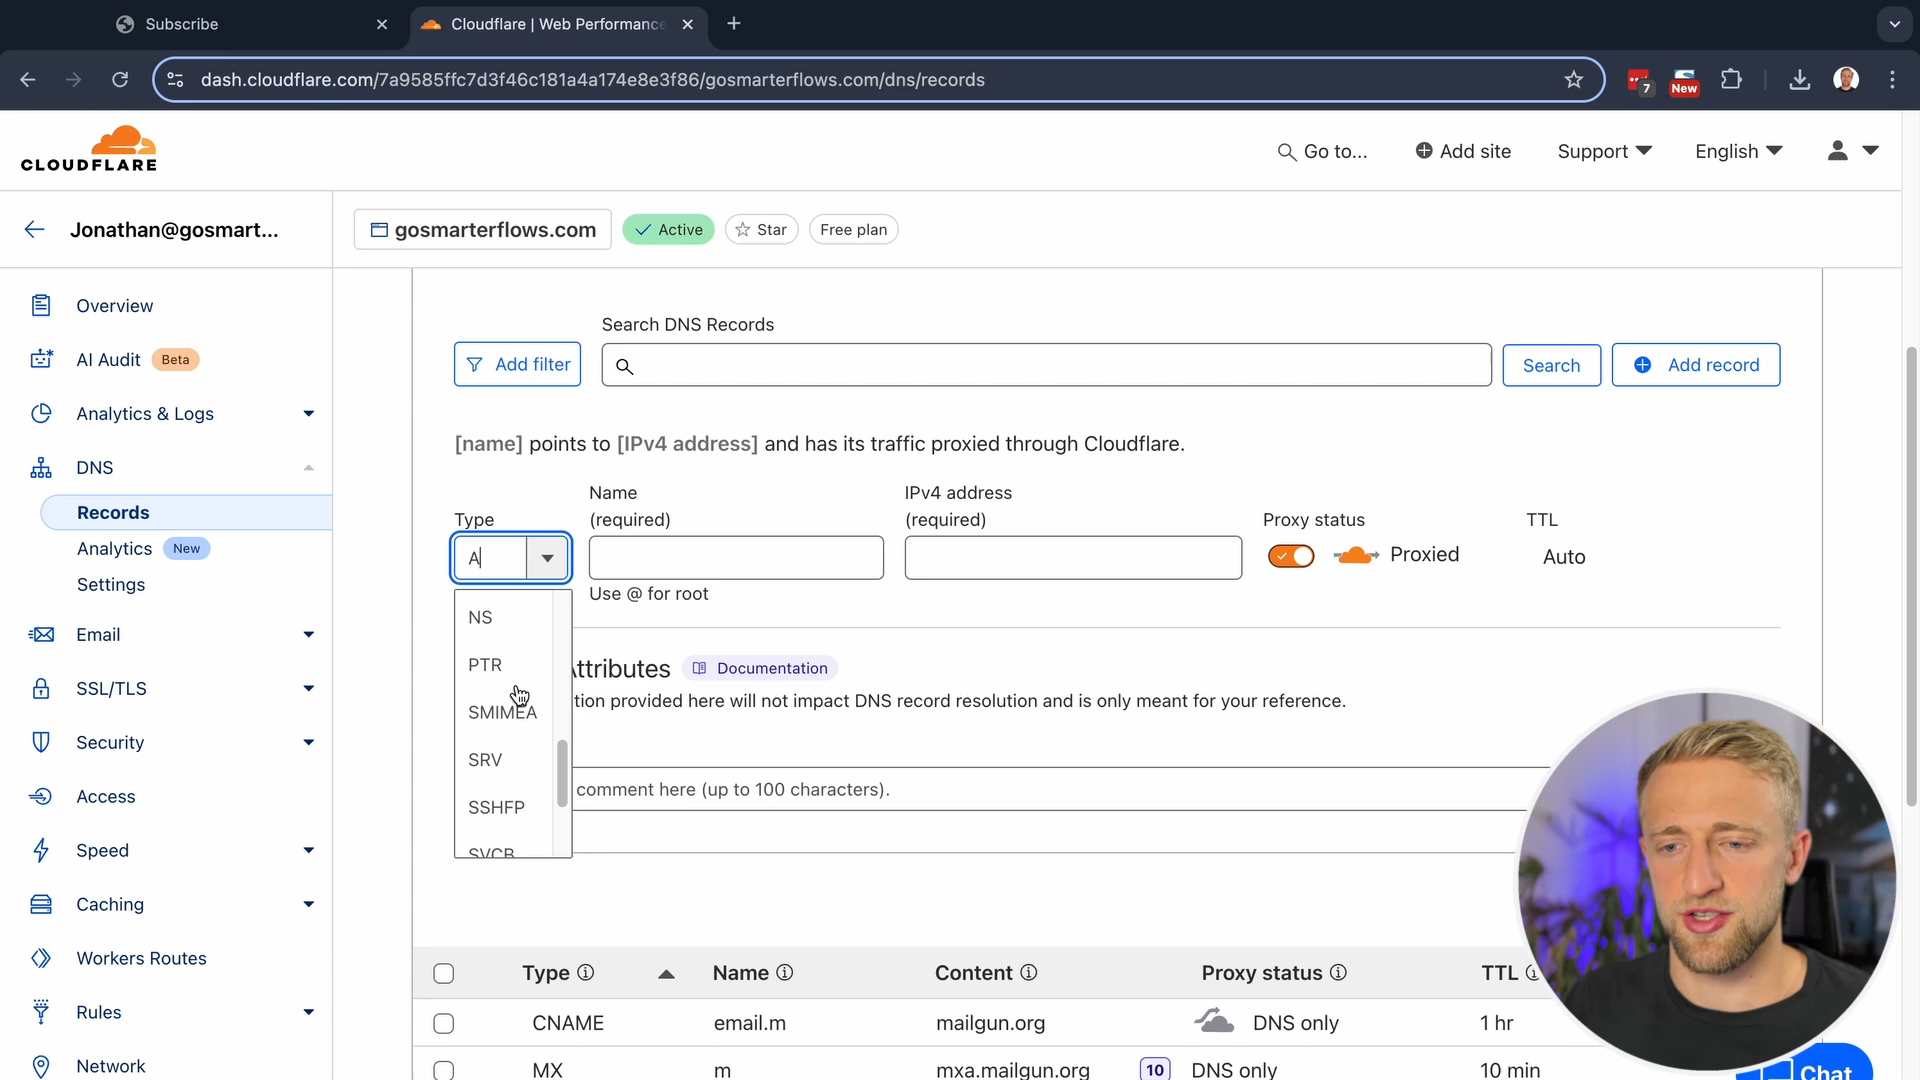 Subscribe
Cloudflare | Web Performance
dash.cloudflare.com/7a9585ffc7d3f46c181a4a174e8e3f86/gosmarterflows.com/dns/records
7
New
CLOUDFLARE
Go to...
Add site
Support
English
Jonathan@gosmart...
gosmarterflows.com
Active
Star
Free plan
Overview
AI Audit Beta
Analytics & Logs
DNS
Records
Analytics New
Settings
Email
SSL/TLS
Security
Access
Speed
Caching
Workers Routes
Rules
Network
Search DNS Records
Add filter
Search
Add record
[name] points to [IPv4 address] and has its traffic proxied through Cloudflare.
Type
Name
(required)
IPv4 address
(required)
Proxy status
TTL
A
Proxied
Auto
Use @ for root
NS
PTR
SMIMEA
SRV
SSHFP
SVCB
Attributes
Documentation
tion provided here will not impact DNS record resolution and is only meant for your reference.
comment here (up to 100 characters).
Type Name Content Proxy status TTL
CNAME email.m mailgun.org DNS only 1 hr
MX m mxa.mailgun.org 10 DNS only 10 min
Chat